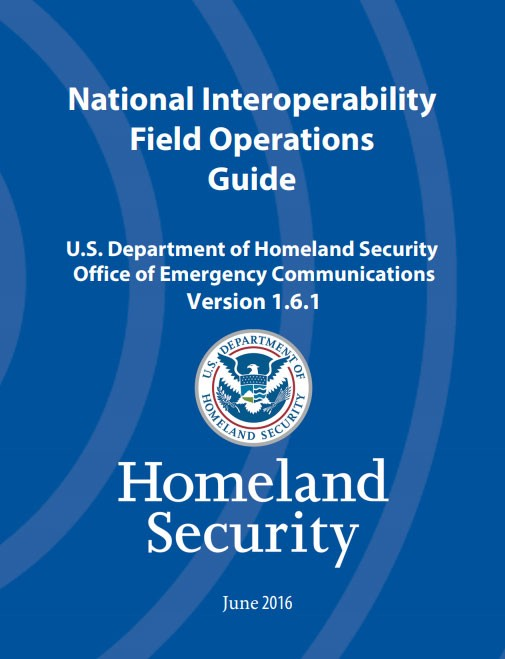 National Interoperability
Field Operations
Guide
U.S. Department of Homeland Security
Office of Emergency Communications
Version 1.6.1
U.S. DEPARTMENT OF
HOMELAND SECURITY
Homeland
Security
June 2016